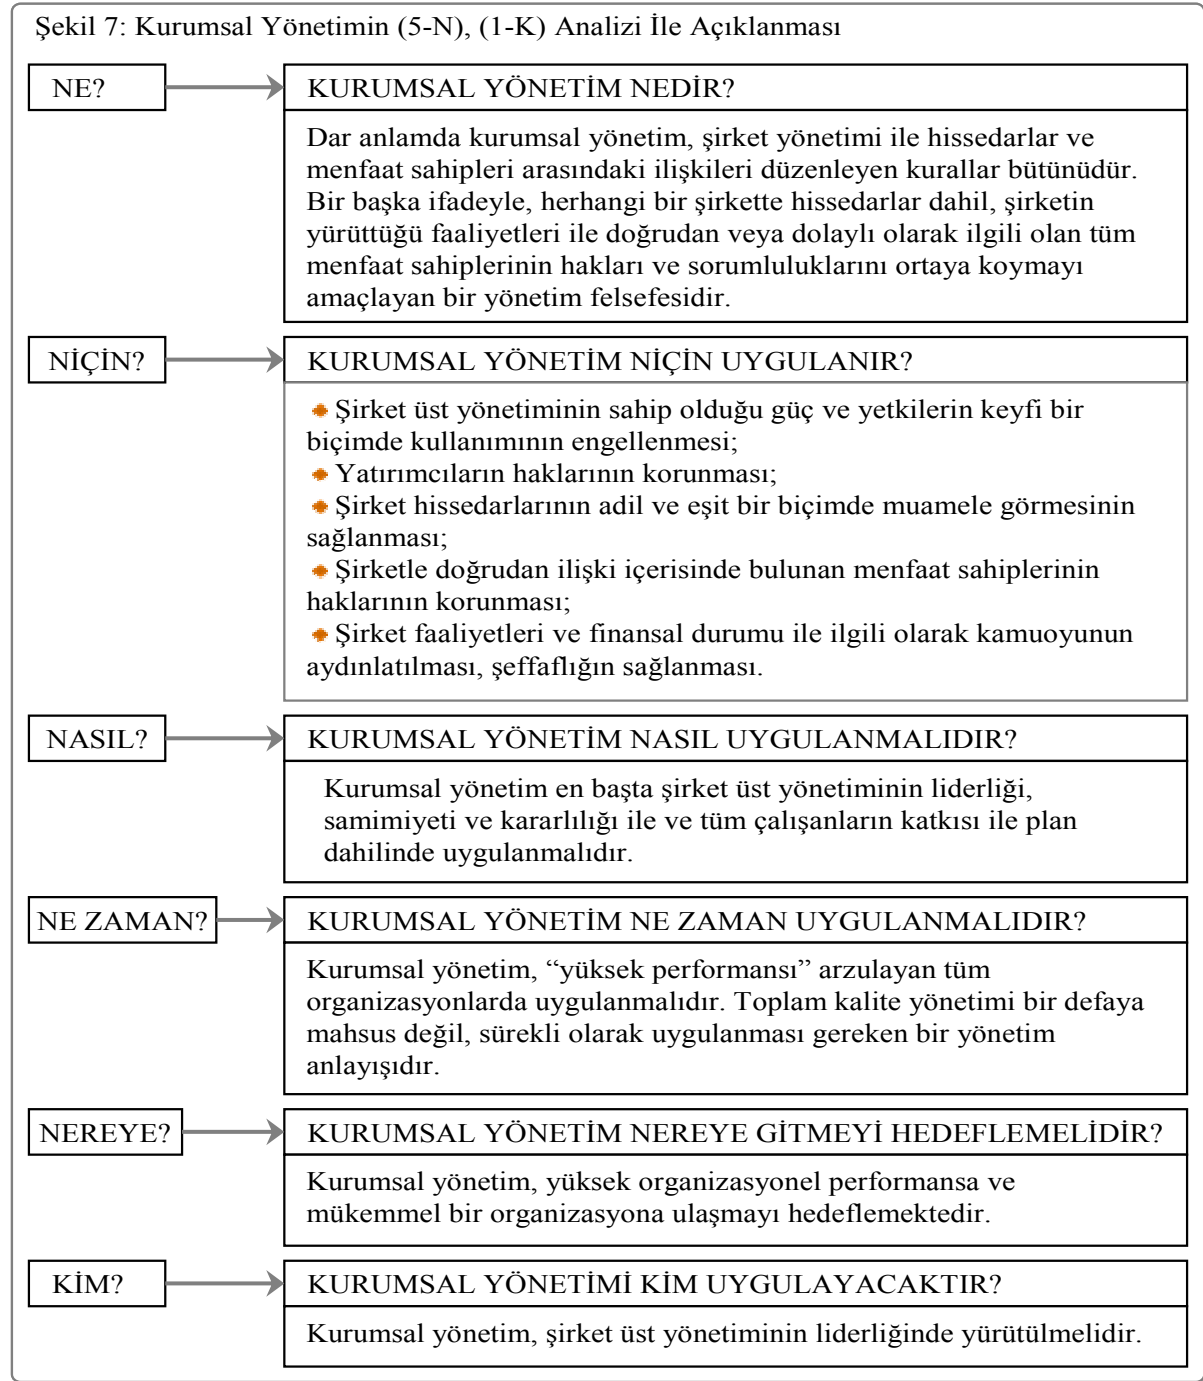 Şekil 7: Kurumsal Yönetimin (5-N), (1-K) Analizi İle Açıklanması
NE?
KURUMSAL YÖNETİM NEDİR?
Dar anlamda kurumsal yönetim, şirket yönetimi ile hissedarlar ve
menfaat sahipleri arasındaki ilişkileri düzenleyen kurallar bütünüdür.
Bir başka ifadeyle, herhangi bir şirkette hissedarlar dahil, şirketin
yürüttüğü faaliyetleri ile doğrudan veya dolaylı olarak ilgili olan tüm
menfaat sahiplerinin hakları ve sorumluluklarını ortaya koymayı
amaçlayan bir yönetim felsefesidir.
NİÇİN?
KURUMSAL YÖNETİM NİÇİN UYGULANIR?
Şirket üst yönetiminin sahip olduğu güç ve yetkilerin keyfi bir
biçimde kullanımının engellenmesi;
Yatırımcıların haklarının korunması;
Şirket hissedarlarının adil ve eşit bir biçimde muamele görmesinin
sağlanması;
Şirketle doğrudan ilişki içerisinde bulunan menfaat sahiplerinin
haklarının korunması;
Şirket faaliyetleri ve finansal durumu ile ilgili olarak kamuoyunun
aydınlatılması, şeffaflığın sağlanması.
NASIL?
KURUMSAL YÖNETİM NASIL UYGULANMALIDIR?
Kurumsal yönetim en başta şirket üst yönetiminin liderliği,
samimiyeti ve kararlılığı ile ve tüm çalışanların katkısı ile plan
dahilinde uygulanmalıdır.
NE ZAMAN?
KURUMSAL YÖNETİM NE ZAMAN UYGULANMALIDIR?
Kurumsal yönetim, “yüksek performansı” arzulayan tüm
organizasyonlarda uygulanmalıdır. Toplam kalite yönetimi bir defaya
mahsus değil, sürekli olarak uygulanması gereken bir yönetim
anlayışıdır.
NEREYE?
KURUMSAL YÖNETİM NEREYE GİTMEYİ HEDEFLEMELİDİR?
Kurumsal yönetim, yüksek organizasyonel performansa ve
mükemmel bir organizasyona ulaşmayı hedeflemektedir.
KİM?
KURUMSAL YÖNETİMİ KİM UYGULAYACAKTIR?
Kurumsal yönetim, şirket üst yönetiminin liderliğinde yürütülmelidir.